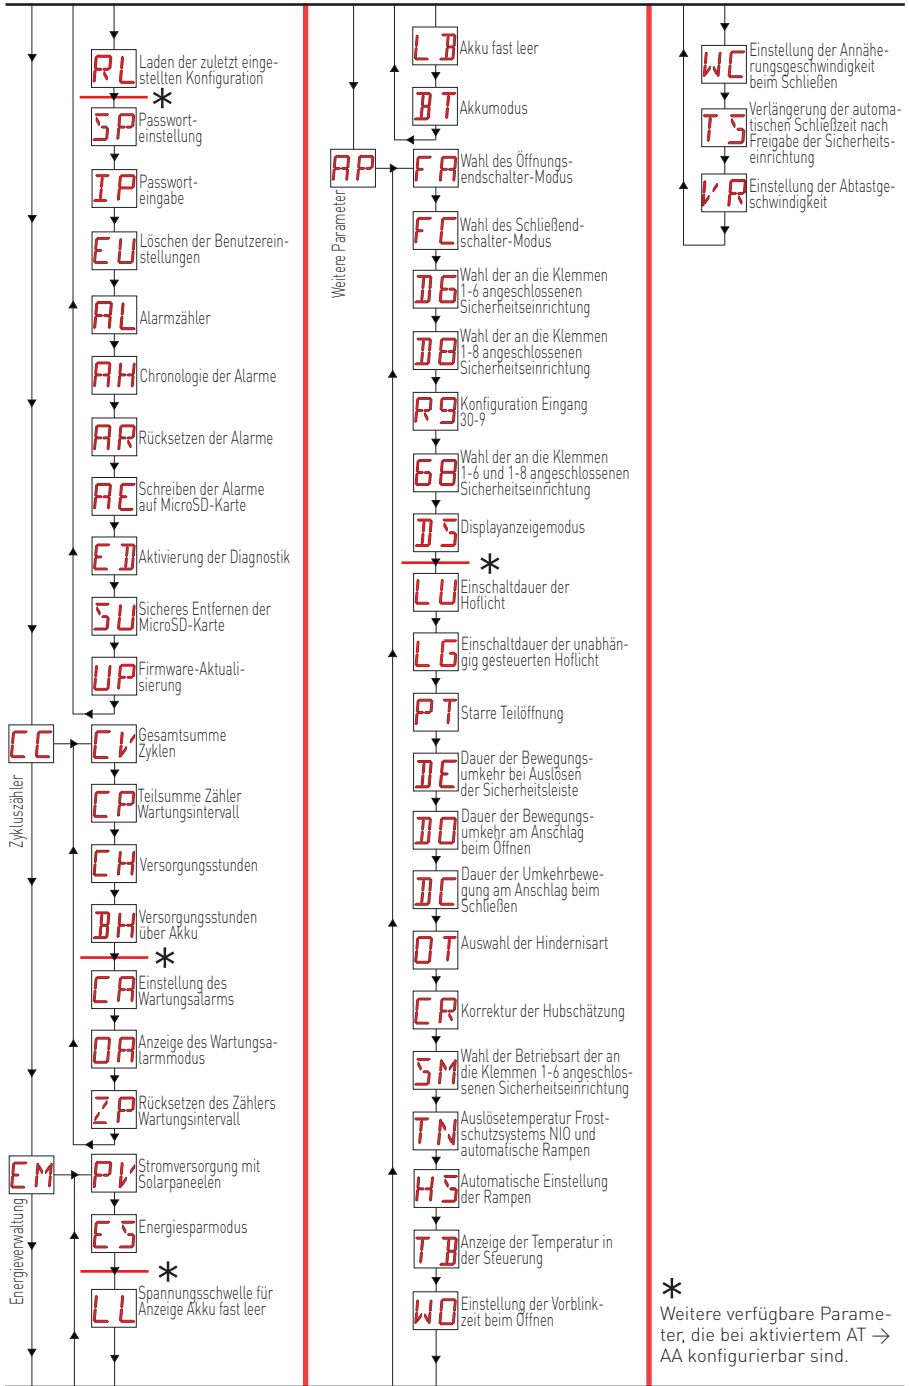 RL
Laden der zuletzt einge-
stellten Konfiguration
*
SP
Passwort-
einstellung
IP
Passwort-
eingabe
EU
Löschen der Benutzerein-
stellungen
AL
Alarmzähler
AH
Chronologie der Alarme
AR
Rücksetzen der Alarme
AE
Schreiben der Alarme
auf MicroSD-Karte
ED
Aktivierung der Diagnostik
SU
Sicheres Entfernen der
MicroSD-Karte
UP
Firmware-Aktuali-
sierung
CC
Zykluszähler
CV
Gesamtsumme
Zyklen
CP
Teilsumme Zähler
Wartungsintervall
CH
Versorgungsstunden
BH
Versorgungsstunden
über Akku
*
CA
Einstellung des
Wartungsalarms
OA
Anzeige des Wartungsa-
larmmodus
ZP
Rücksetzen des Zählers
Wartungsintervall
EM
Energieverwaltung
PV
Stromversorgung mit
Solarpaneelen
ES
Energiesparmodus
*
LL
Spannungsschwelle für
Anzeige Akku fast leer
LB
Akku fast leer
BT
Akkumodus
AP
Weitere Parameter
FA
Wahl des Öffnungs-
endschalter-Modus
FC
Wahl des Schließend-
schalter-Modus
D6
Wahl der an die Klemmen
1-6 angeschlossenen
Sicherheitseinrichtung
D8
Wahl der an die Klemmen
1-8 angeschlossenen
Sicherheitseinrichtung
R9
Konfiguration Eingang
30-9
68
Wahl der an die Klemmen
1-6 und 1-8 angeschlossenen
Sicherheitseinrichtung
DS
Displayanzeigemodus
*
LU
Einschaltdauer der
Hoflicht
LG
Einschaltdauer der unabhän-
gig gesteuerten Hoflicht
PT
Starre Teilöffnung
DE
Dauer der Bewegungs-
umkehr bei Auslösen
der Sicherheitsleiste
DO
Dauer der Bewegungs-
umkehr am Anschlag
beim Öffnen
DC
Dauer der Umkehrbewe-
gung am Anschlag beim
Schließen
OT
Auswahl der Hindernisart
CR
Korrektur der Hubschätzung
SM
Wahl der Betriebsart der an
die Klemmen 1-6 angeschlos-
senen Sicherheitseinrichtung
TN
Auslösetemperatur Frost-
schutzsystems NIO und
automatische Rampen
HS
Automatische Einstellung
der Rampen
TB
Anzeige der Temperatur in
der Steuerung
WO
Einstellung der Vorblink-
zeit beim Öffnen
WC
Einstellung der Annähe-
rungsgeschwindigkeit
beim Schließen
TS
Verlängerung der automa-
tischen Schließzeit nach
Freigabe der Sicherheits-
einrichtung
VR
Einstellung der Abtastge-
schwindigkeit
*
Weitere verfügbare Parame-
ter, die bei aktiviertem AT →
AA konfigurierbar sind.